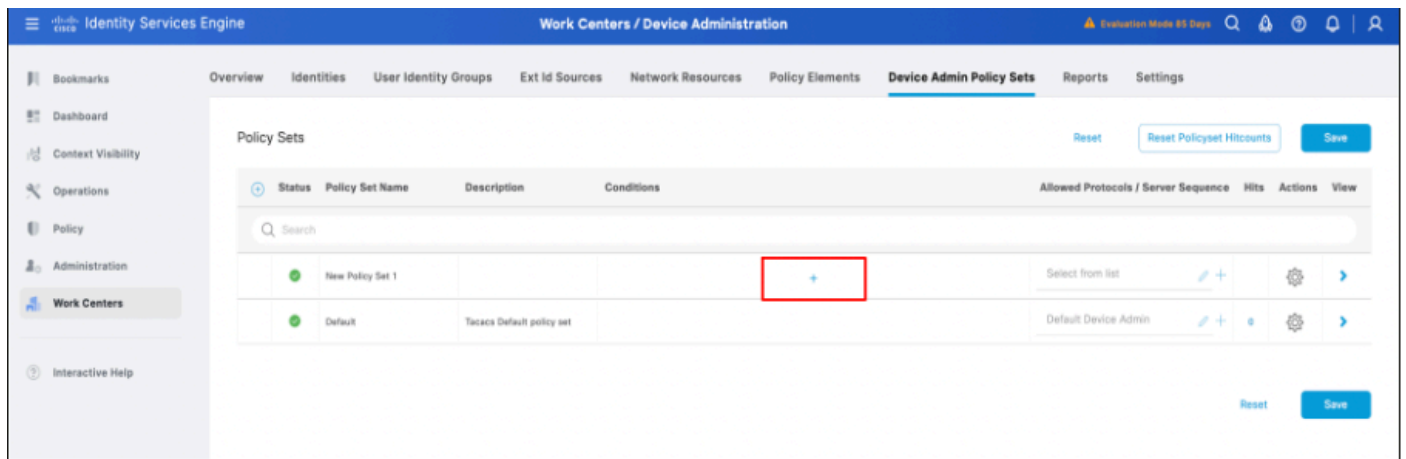 cisco Identity Services Engine
Work Centers / Device Administration
Evaluation Mode 85 Days
Bookmarks
Dashboard
Context Visibility
Operations
Policy
Administration
Work Centers
Interactive Help
Overview Identities User Identity Groups Ext Id Sources Network Resources Policy Elements Device Admin Policy Sets Reports Settings
Policy Sets
Reset Reset Policyset Hitcounts Save
Status Policy Set Name Description Conditions Allowed Protocols / Server Sequence Hits Actions View
Search
New Policy Set 1 + Select from list +
Default Tacacs Default policy set Default Device Admin + 0
Reset Save